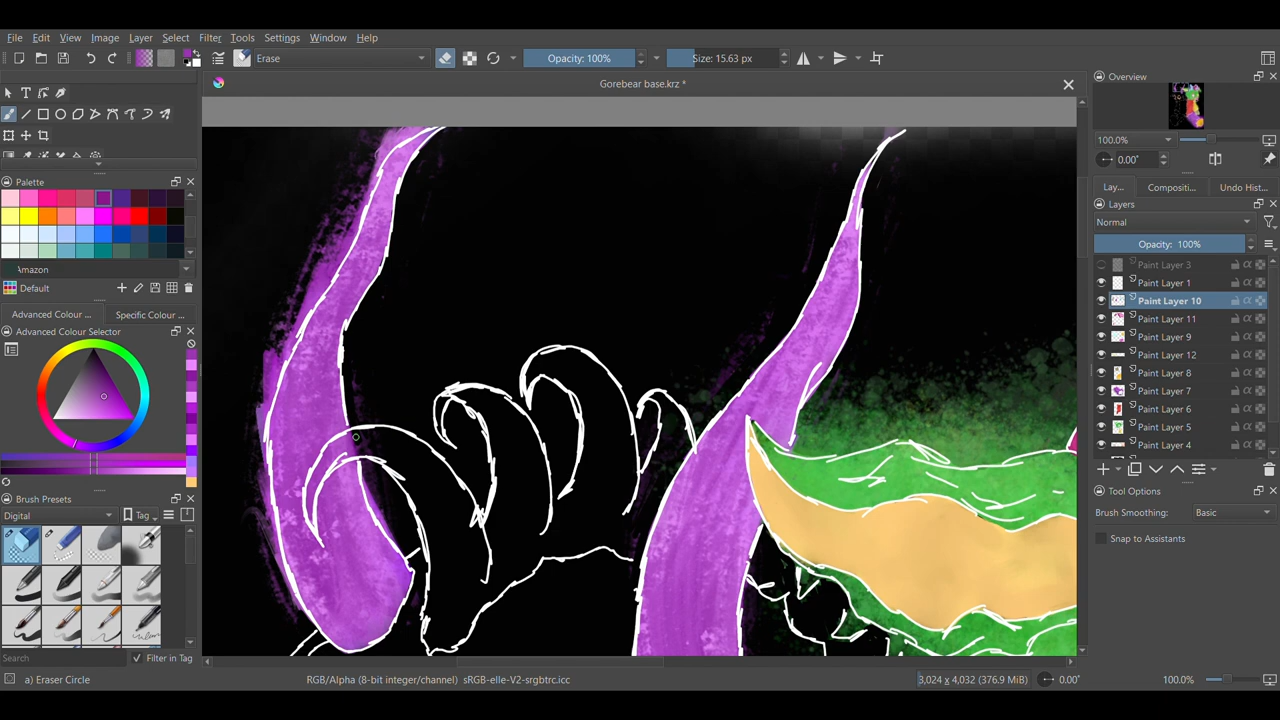 File Edit View Image Layer Select Filter Tools Settings Window Help
Erase Opacity: 100% Size: 15.63 px
Gorebear base.krz *
Palette
Amazon
Default
Advanced Colour ... Specific Colour ...
Advanced Colour Selector
Brush Presets
Digital Tag
Search Filter in Tag
a) Eraser Circle RGB/Alpha (8-bit integer/channel) sRGB-elle-V2-srgbtrc.icc 3,024 x 4,032 (376.9 MiB) 0.00° 100.0%
Overview
100.0%
0.00°
Lay... Compositi... Undo Hist...
Layers
Normal
Opacity: 100%
Paint Layer 3
Paint Layer 1
Paint Layer 10
Paint Layer 11
Paint Layer 9
Paint Layer 12
Paint Layer 8
Paint Layer 7
Paint Layer 6
Paint Layer 5
Paint Layer 4
Tool Options
Brush Smoothing: Basic
Snap to Assistants